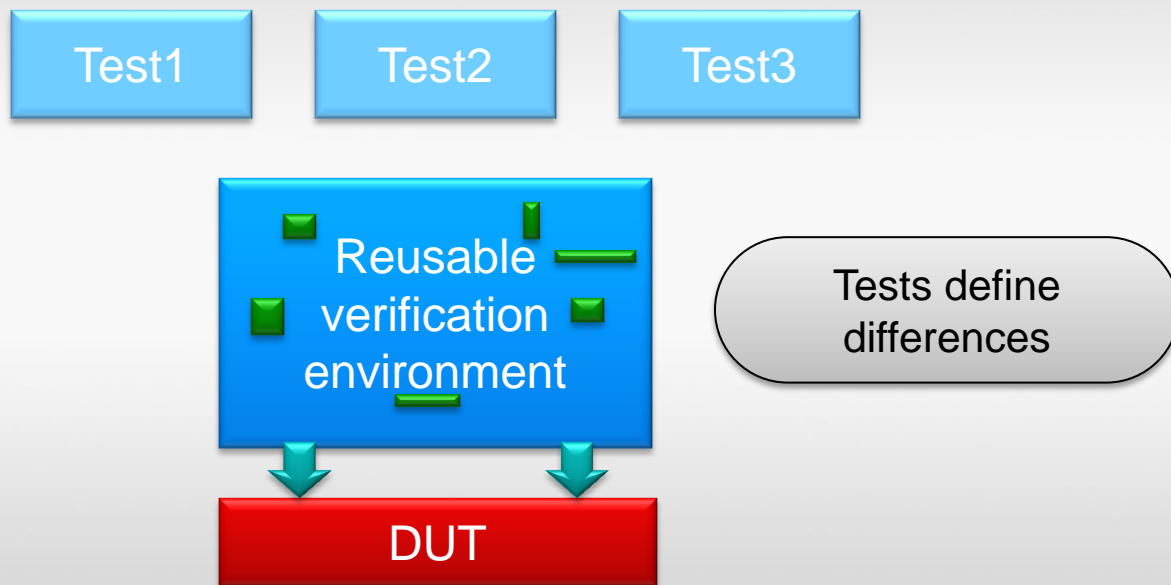 Test1
Test2
Test3
Reusable
verification
environment
Tests define
differences
DUT